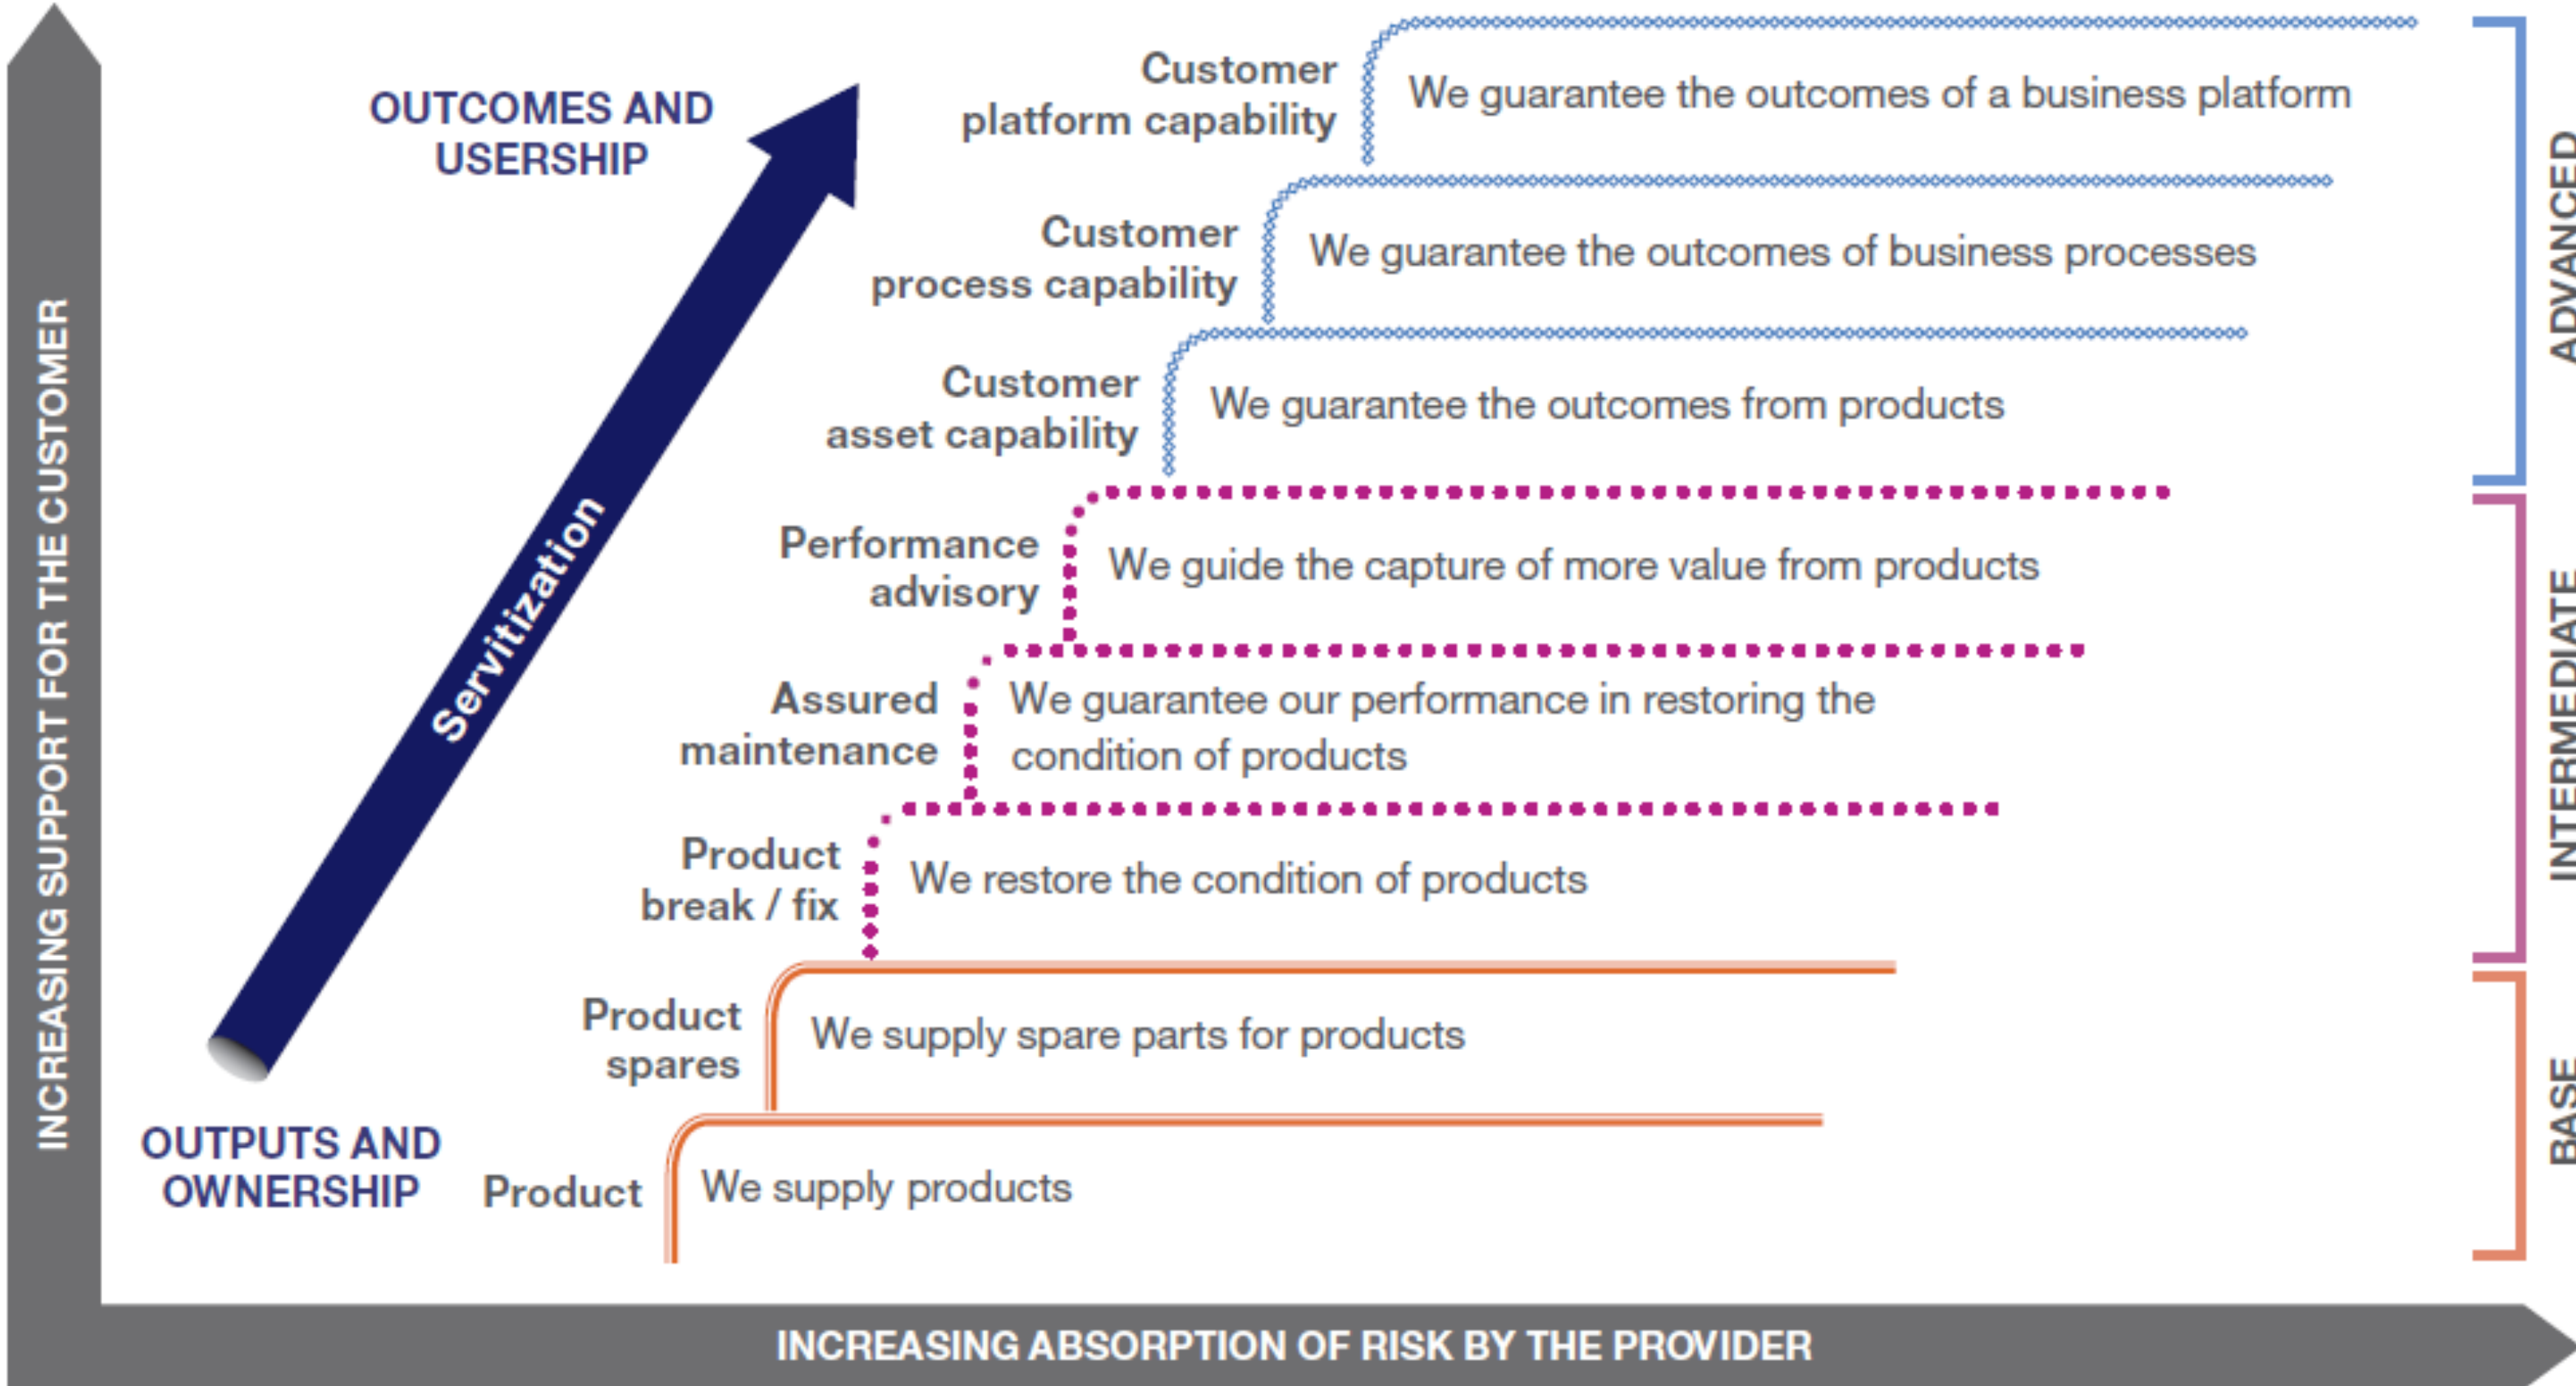 INCREASING SUPPORT FOR THE CUSTOMER
OUTCOMES AND
USERSHIP
Servitization
OUTPUTS AND
OWNERSHIP
Customer
platform capability
We guarantee the outcomes of a business platform
Customer
process capability
We guarantee the outcomes of business processes
Customer
asset capability
We guarantee the outcomes from products
Performance
advisory
We guide the capture of more value from products
Assured
maintenance
We guarantee our performance in restoring the
condition of products
Product
break / fix
We restore the condition of products
Product
spares
We supply spare parts for products
Product
We supply products
ADVANCED
INTERMEDIATE
BASE
INCREASING ABSORPTION OF RISK BY THE PROVIDER